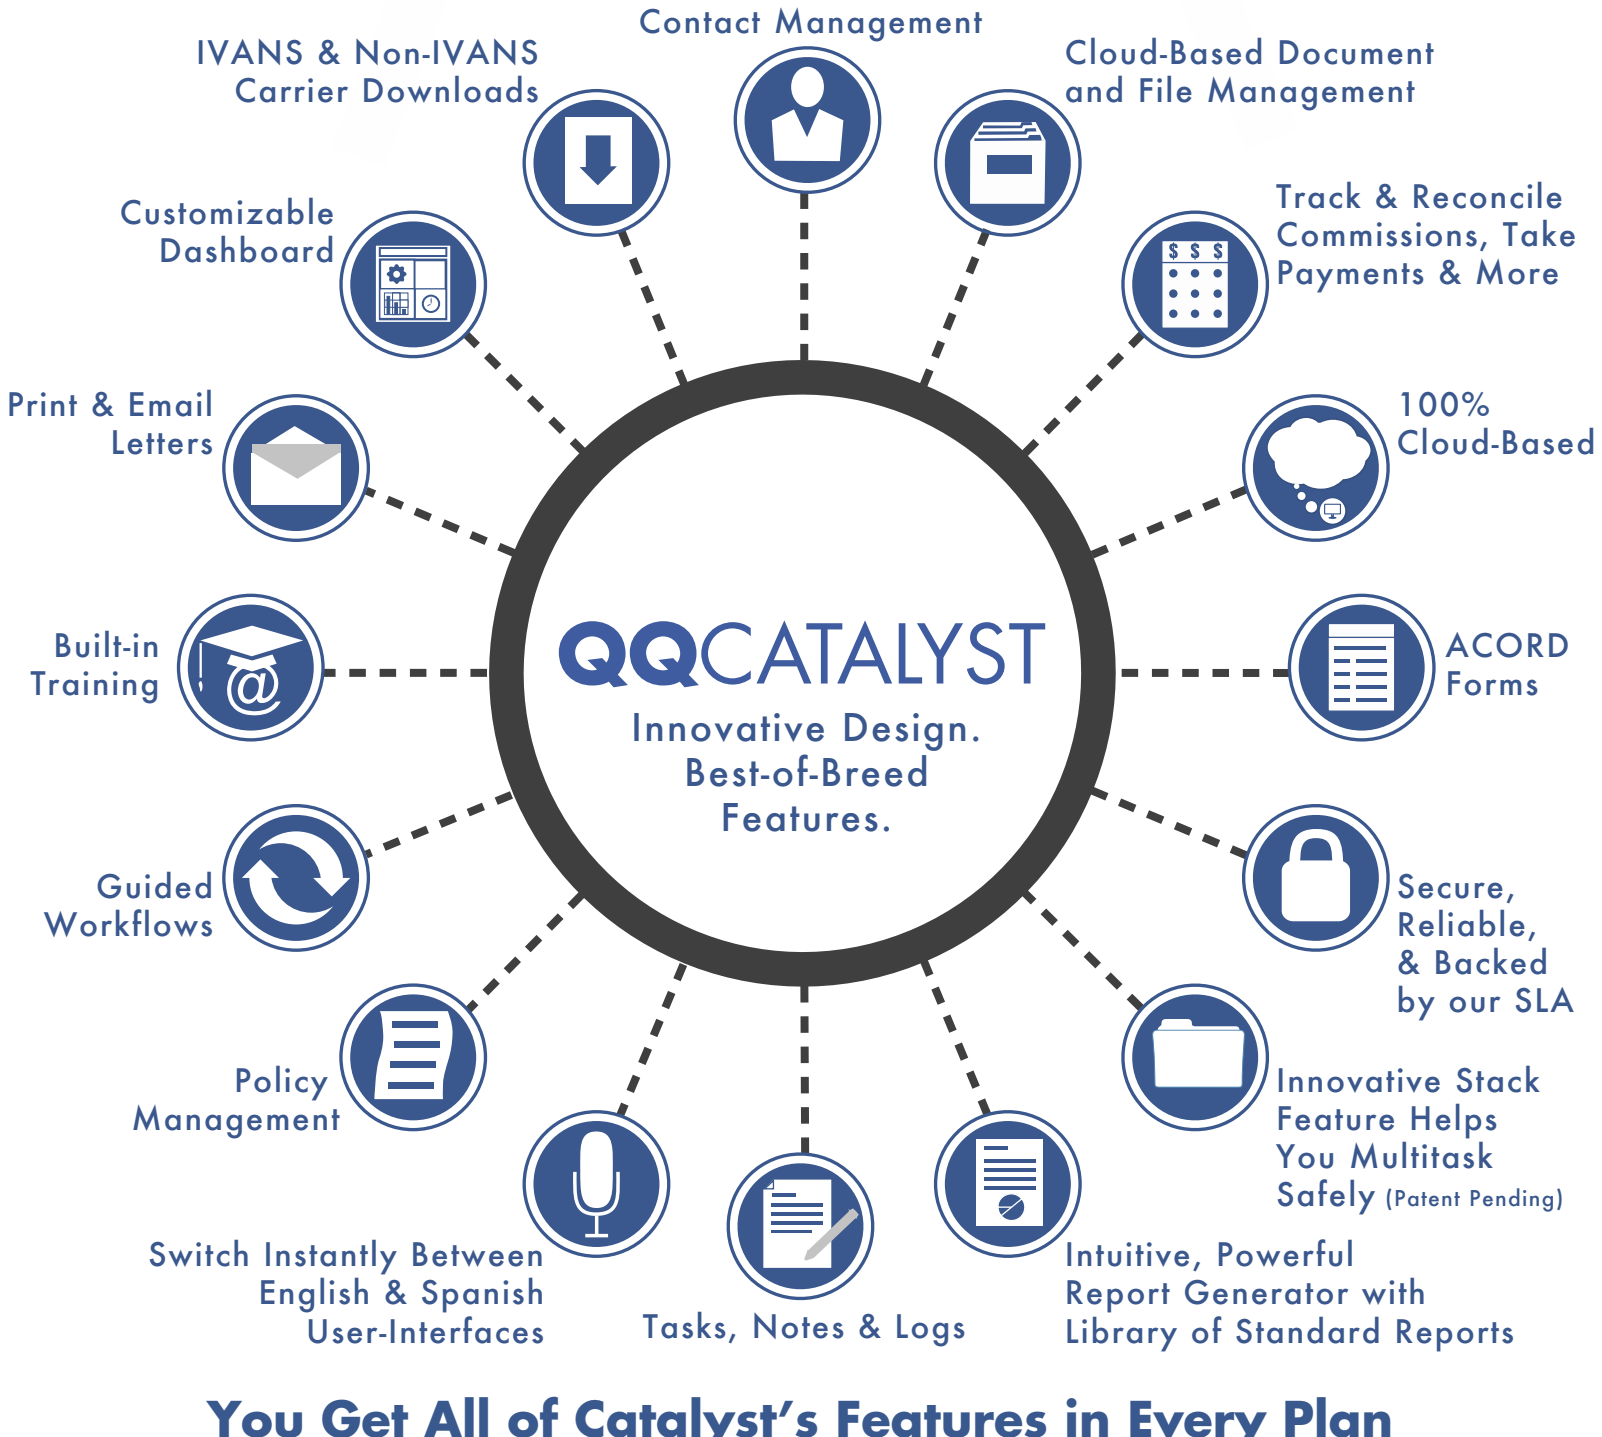 Contact Management
IVANS & Non-IVANS
Carrier Downloads
Cloud-Based Document
and File Management
Customizable
Dashboard
Track & Reconcile
Commissions, Take
Payments & More
$ $ $
Print & Email
Letters
100%
Cloud-Based
Built-in
Training
@
QQCATALYST
Innovative Design.
Best-of-Breed
Features.
ACORD
Forms
Guided
Workflows
Secure,
Reliable,
& Backed
by our SLA
Policy
Management
Innovative Stack
Feature Helps
You Multitask
Safely (Patent Pending)
Switch Instantly Between
English & Spanish
User-Interfaces
Tasks, Notes & Logs
Intuitive, Powerful
Report Generator with
Library of Standard Reports
You Get All of Catalyst's Features in Every Plan